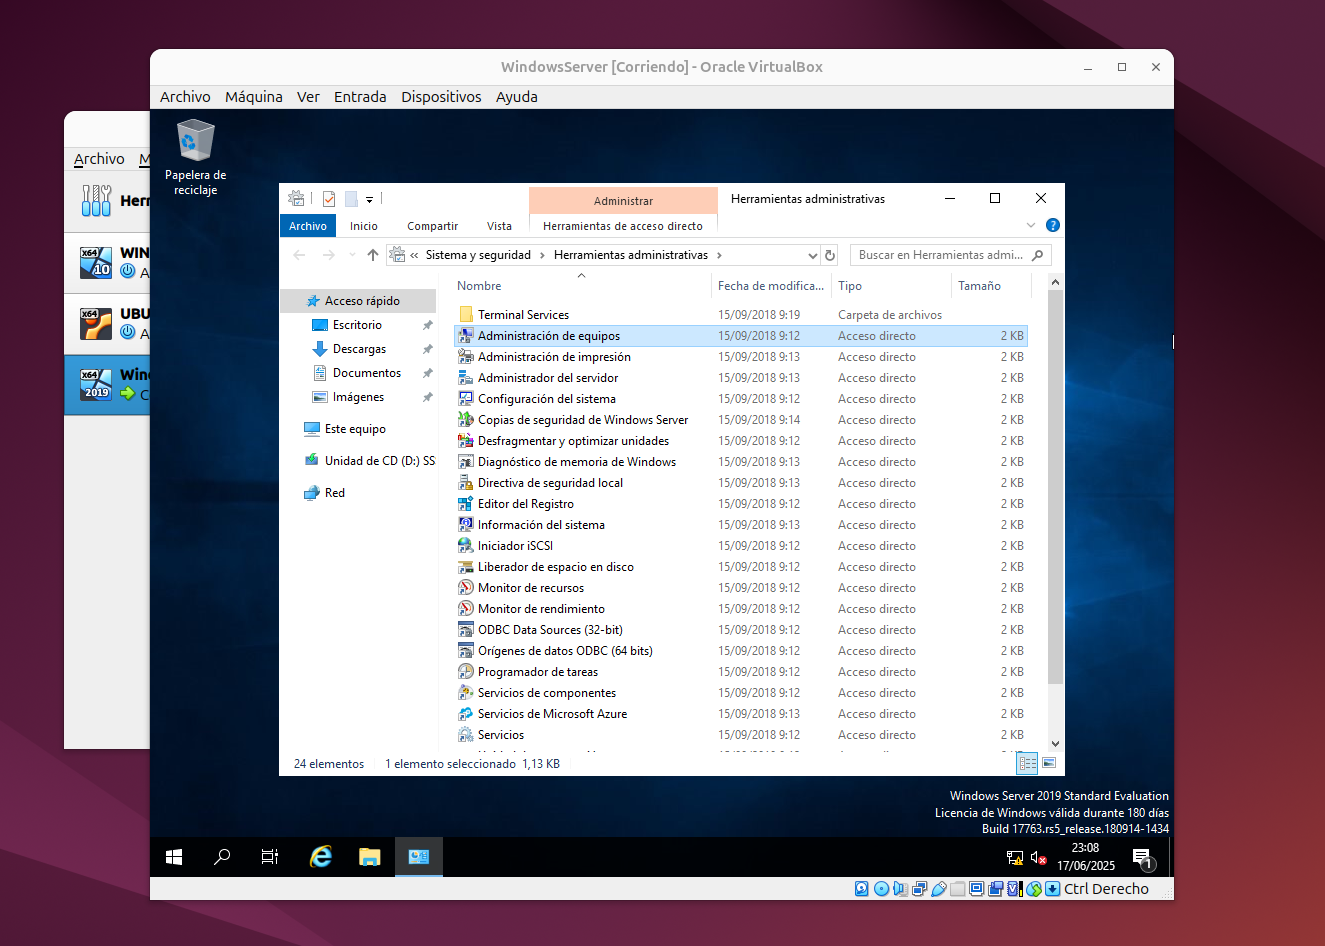 WindowsServer [Corriendo] - Oracle VirtualBox
Archivo Máquina Ver Entrada Dispositivos Ayuda
Archivo M
Herr
x64 10 WIN
A
x64 UBU
A
x64 2019 Wind
C
Papelera de
reciclaje
Administrar Herramientas administrativas
Archivo Inicio Compartir Vista Herramientas de acceso directo
« Sistema y seguridad > Herramientas administrativas > Buscar en Herramientas admi...
Acceso rápido
Escritorio
Descargas
Documentos
Imágenes
Este equipo
Unidad de CD (D:) SS
Red
Nombre Fecha de modifica... Tipo Tamaño
Terminal Services 15/09/2018 9:19 Carpeta de archivos
Administración de equipos 15/09/2018 9:12 Acceso directo 2 KB
Administración de impresión 15/09/2018 9:13 Acceso directo 2 KB
Administrador del servidor 15/09/2018 9:13 Acceso directo 2 KB
Configuración del sistema 15/09/2018 9:12 Acceso directo 2 KB
Copias de seguridad de Windows Server 15/09/2018 9:14 Acceso directo 2 KB
Desfragmentar y optimizar unidades 15/09/2018 9:12 Acceso directo 2 KB
Diagnóstico de memoria de Windows 15/09/2018 9:13 Acceso directo 2 KB
Directiva de seguridad local 15/09/2018 9:13 Acceso directo 2 KB
Editor del Registro 15/09/2018 9:12 Acceso directo 2 KB
Información del sistema 15/09/2018 9:13 Acceso directo 2 KB
Iniciador iSCSI 15/09/2018 9:12 Acceso directo 2 KB
Liberador de espacio en disco 15/09/2018 9:12 Acceso directo 2 KB
Monitor de recursos 15/09/2018 9:12 Acceso directo 2 KB
Monitor de rendimiento 15/09/2018 9:12 Acceso directo 2 KB
ODBC Data Sources (32-bit) 15/09/2018 9:12 Acceso directo 2 KB
Orígenes de datos ODBC (64 bits) 15/09/2018 9:12 Acceso directo 2 KB
Programador de tareas 15/09/2018 9:12 Acceso directo 2 KB
Servicios de componentes 15/09/2018 9:12 Acceso directo 2 KB
Servicios de Microsoft Azure 15/09/2018 9:13 Acceso directo 2 KB
Servicios 15/09/2018 9:12 Acceso directo 2 KB
24 elementos 1 elemento seleccionado 1,13 KB
Windows Server 2019 Standard Evaluation
Licencia de Windows válida durante 180 días
Build 17763.rs5_release.180914-1434
23:08
17/06/2025
1
Ctrl Derecho